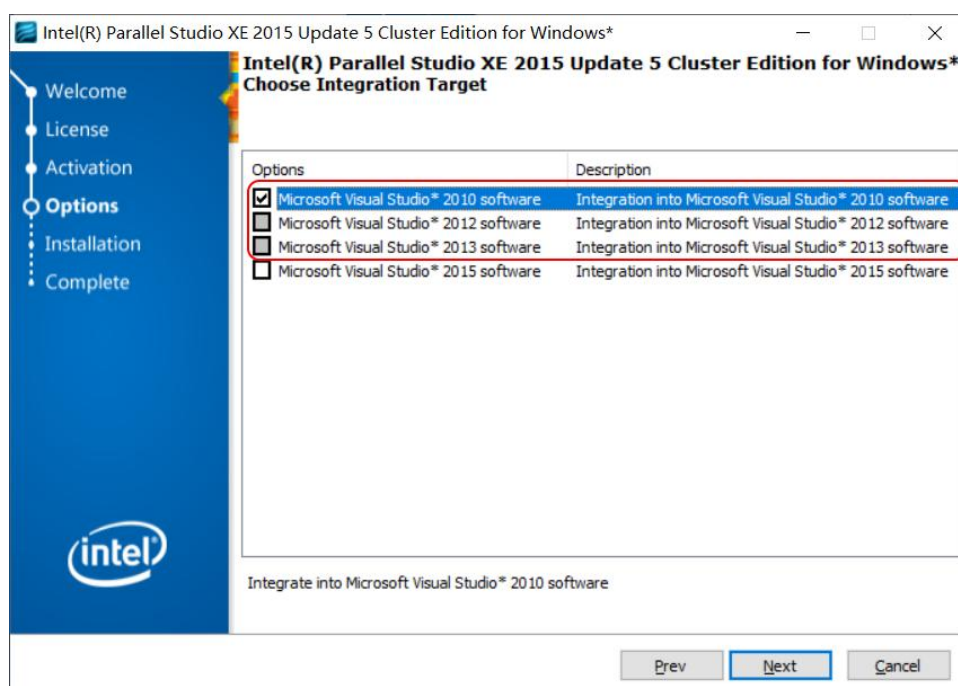 Intel(R) Parallel Studio XE 2015 Update 5 Cluster Edition for Windows*
Intel(R) Parallel Studio XE 2015 Update 5 Cluster Edition for Windows*
Choose Integration Target
Welcome
License
Activation
Options
Installation
Complete
Options Description
Microsoft Visual Studio* 2010 software Integration into Microsoft Visual Studio* 2010 software
Microsoft Visual Studio* 2012 software Integration into Microsoft Visual Studio* 2012 software
Microsoft Visual Studio* 2013 software Integration into Microsoft Visual Studio* 2013 software
Microsoft Visual Studio* 2015 software Integration into Microsoft Visual Studio* 2015 software
intel
Integrate into Microsoft Visual Studio* 2010 software
Prev Next Cancel